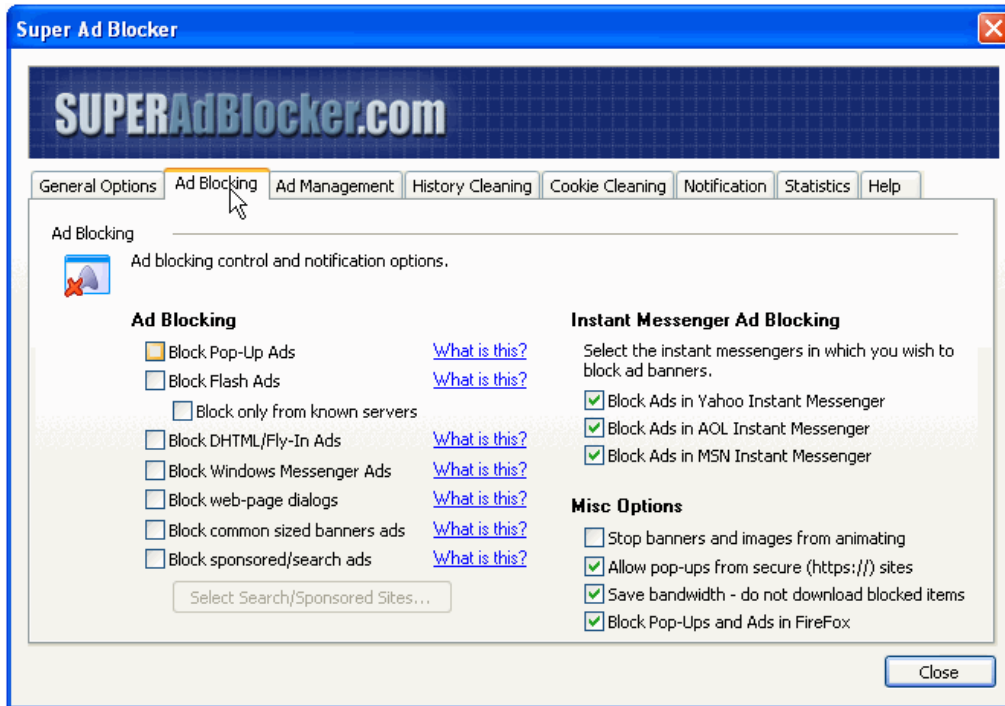 Super Ad Blocker
SUPERAdBlocker.com
General Options Ad Blocking Ad Management History Cleaning Cookie Cleaning Notification Statistics Help
Ad Blocking
Ad blocking control and notification options.
Ad Blocking
Block Pop-Up Ads What is this?
Block Flash Ads What is this?
Block only from known servers
Block DHTML/Fly-In Ads What is this?
Block Windows Messenger Ads What is this?
Block web-page dialogs What is this?
Block common sized banners ads What is this?
Block sponsored/search ads What is this?
Select Search/Sponsored Sites...
Instant Messenger Ad Blocking
Select the instant messengers in which you wish to
block ad banners.
Block Ads in Yahoo Instant Messenger
Block Ads in AOL Instant Messenger
Block Ads in MSN Instant Messenger
Misc Options
Stop banners and images from animating
Allow pop-ups from secure (https://) sites
Save bandwidth - do not download blocked items
Block Pop-Ups and Ads in FireFox
Close